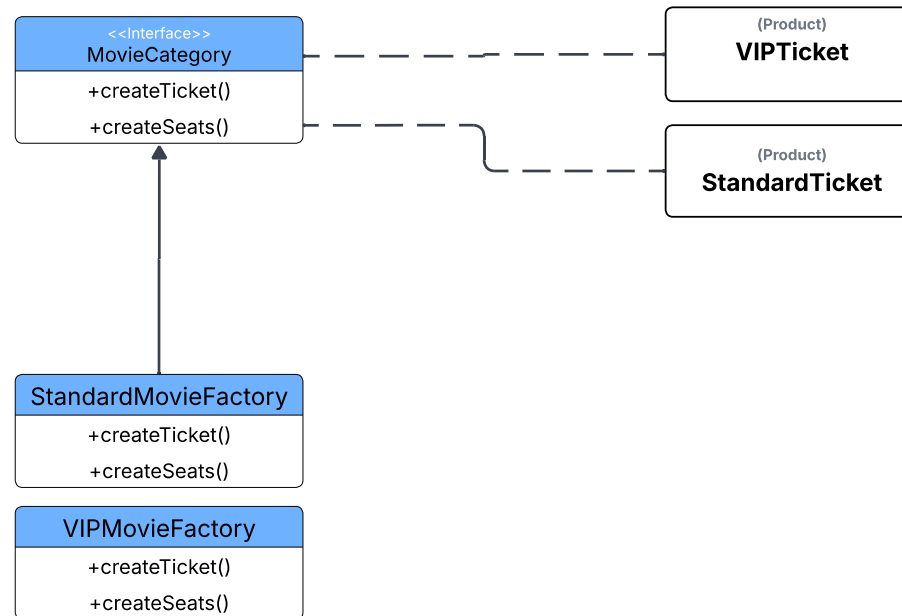 <<Interface>>
MovieCategory
+createTicket()
+createSeats()
(Product)
VIPTicket
(Product)
StandardTicket
StandardMovieFactory
+createTicket()
+createSeats()
VIPMovieFactory
+createTicket()
+createSeats()